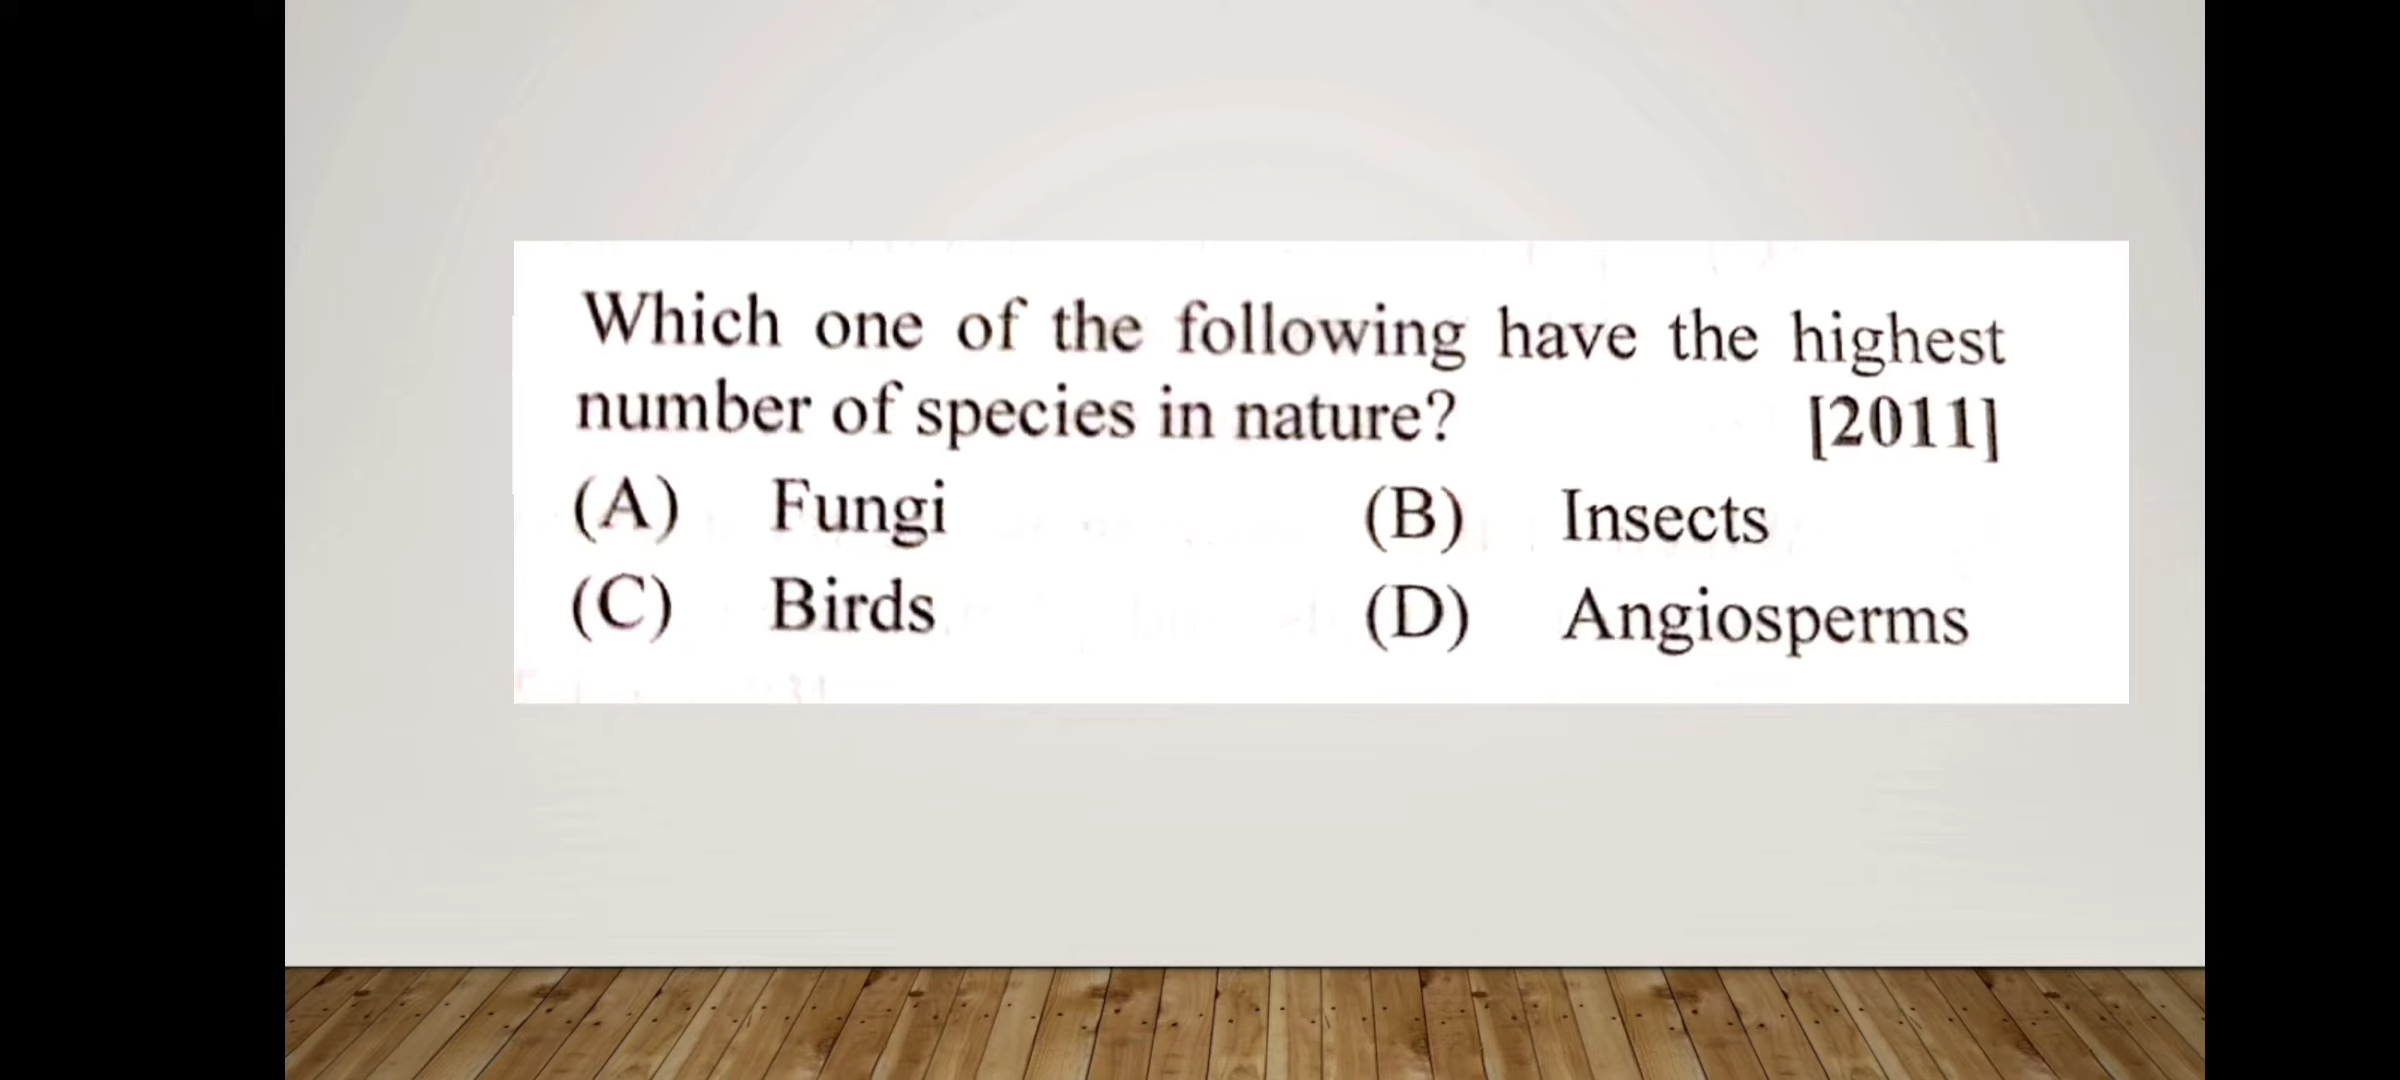 Which one of the following have the highest
number of species in nature? [2011]
(A) Fungi (B) Insects
(C) Birds (D) Angiosperms